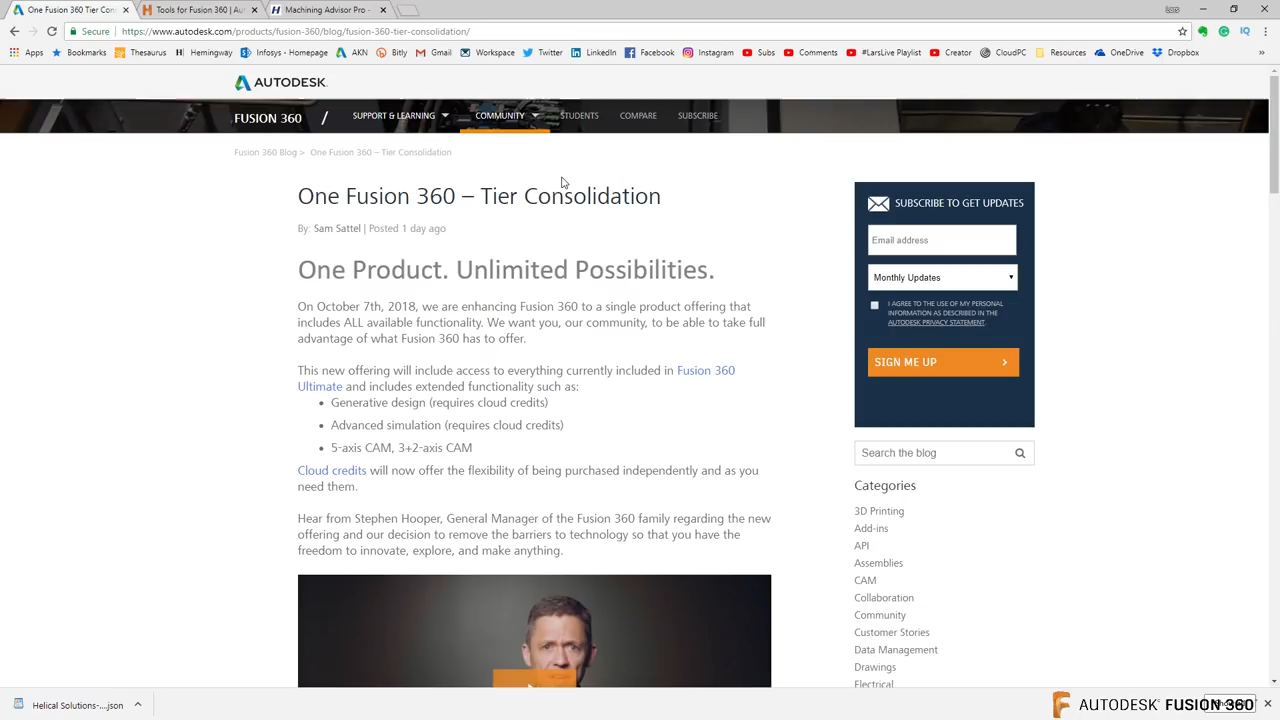 One Fusion 360 – Tier Con
Tools for Fusion 360 | Aut
Machining Advisor Pro -
Secure
https://www.autodesk.com/products/fusion-360/blog/fusion-360-tier-consolidation/
Apps Bookmarks Thesaurus Hemingway Infosys - Homepage AKN Bitly Gmail Workspace Twitter LinkedIn Facebook Instagram Subs Comments #LarsLive Playlist Creator CloudPC Resources OneDrive Dropbox
AUTODESK.
FUSION 360 / SUPPORT & LEARNING COMMUNITY STUDENTS COMPARE SUBSCRIBE
Fusion 360 Blog > One Fusion 360 – Tier Consolidation
One Fusion 360 – Tier Consolidation
By: Sam Sattel | Posted 1 day ago
One Product. Unlimited Possibilities.
On October 7th, 2018, we are enhancing Fusion 360 to a single product offering that
includes ALL available functionality. We want you, our community, to be able to take full
advantage of what Fusion 360 has to offer.
This new offering will include access to everything currently included in Fusion 360
Ultimate and includes extended functionality such as:
• Generative design (requires cloud credits)
• Advanced simulation (requires cloud credits)
• 5-axis CAM, 3+2-axis CAM
Cloud credits will now offer the flexibility of being purchased independently and as you
need them.
Hear from Stephen Hooper, General Manager of the Fusion 360 family regarding the new
offering and our decision to remove the barriers to technology so that you have the
freedom to innovate, explore, and make anything.
SUBSCRIBE TO GET UPDATES
Email address
Monthly Updates
I AGREE TO THE USE OF MY PERSONAL
INFORMATION AS DESCRIBED IN THE
AUTODESK PRIVACY STATEMENT.
SIGN ME UP
Search the blog
Categories
3D Printing
Add-ins
API
Assemblies
CAM
Collaboration
Community
Customer Stories
Data Management
Drawings
Electrical
Helical Solutions-....json
AUTODESK FUSION 360